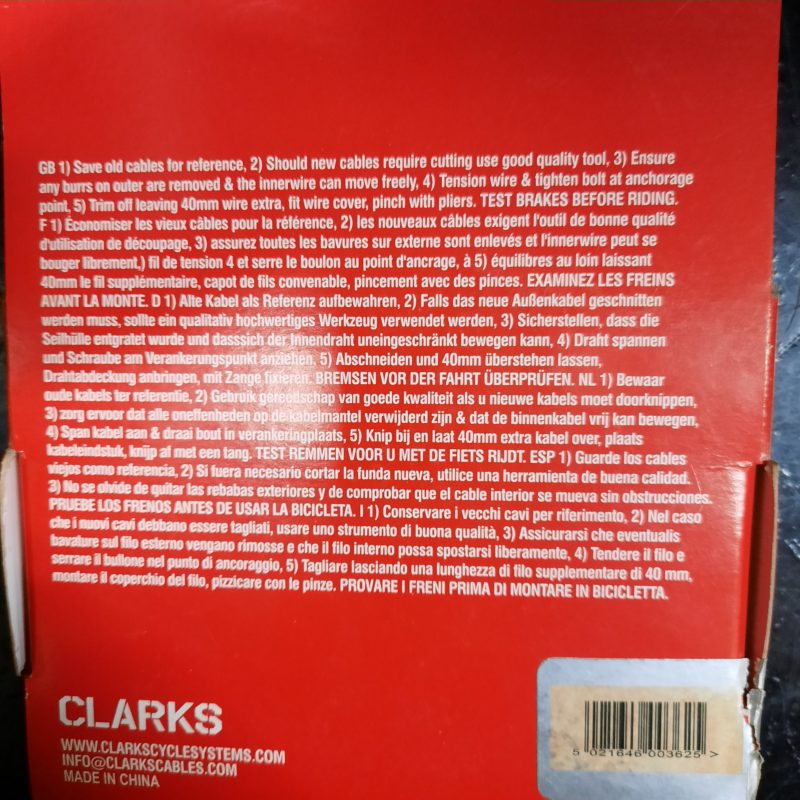 GB 1) Save old cables for reference, 2) Should new cables require cutting use good quality tool, 3) Ensure
any burrs on outer are removed & the innerwire can move freely, 4) Tension wire & tighten bolt at anchorage
point, 5) Trim off leaving 40mm wire extra, fit wire cover, pinch with pliers. TEST BRAKES BEFORE RIDING.
F 1) Économiser les vieux câbles pour la référence, 2) les nouveaux câbles exigent l'outil de bonne qualité
d'utilisation de découpage, 3) assurez toutes les bavures sur externe sont enlevés et l'innerwire peut se
bouger librement,) fil de tension 4 et serre le boulon au point d'ancrage, à 5) équilibres au loin laissant
40mm le fil supplémentaire, capot de fils convenable, pincement avec des pinces. EXAMINEZ LES FREINS
AVANT LA MONTE. D 1) Alte Kabel als Referenz aufbewahren, 2) Falls das neue Außenkabel geschnitten
werden muss, sollte ein qualitativ hochwertiges Werkzeug verwendet werden, 3) Sicherstellen, dass die
Seilhülle entgratet wurde und dasssich der Innendraht uneingeschränkt bewegen kann, 4) Draht spannen
und Schraube am Verankerungspunkt anziehen, 5) Abschneiden und 40mm überstehen lassen,
Drahtabdeckung anbringen, mit Zange fixieren. BREMSEN VOR DER FAHRT ÜBERPRÜFEN. NL 1) Bewaar
oude kabels ter referentie, 2) Gebruik gereedschap van goede kwaliteit als u nieuwe kabels moet doorknippen,
3) zorg ervoor dat alle oneffenheden op de kabelmantel verwijderd zijn & dat de binnenkabel vrij kan bewegen,
4) Span kabel aan & draai bout in verankeringplaats, 5) Knip bij en laat 40mm extra kabel over, plaats
kabeleindstuk, knijp af met een tang. TEST REMMEN VOOR U MET DE FIETS RIJDT. ESP 1) Guarde los cables
viejos como referencia, 2) Si fuera necesario cortar la funda nueva, utilice una herramienta de buena calidad.
3) No se olvide de quitar las rebabas exteriores y de comprobar que el cable interior se mueva sin obstrucciones.
PRUEBE LOS FRENOS ANTES DE USAR LA BICICLETA. I 1) Conservare i vecchi cavi per riferimento, 2) Nel caso
che i nuovi cavi debbano essere tagliati, usare uno strumento di buona qualità, 3) Assicurarsi che eventualis
bavature sul filo esterno vengano rimosse e che il filo interno possa spostarsi liberamente, 4) Tendere il filo e
serrare il bullone nel punto di ancoraggio, 5) Tagliare lasciando una lunghezza di filo supplementare di 40 mm,
montare il coperchio del filo, pizzicare con le pinze. PROVARE I FRENI PRIMA DI MONTARE IN BICICLETTA.
CLARKS
WWW.CLARKSCYCLESYSTEMS.COM
INFO@CLARKSCABLES.COM
MADE IN CHINA
5 021646 003625 >